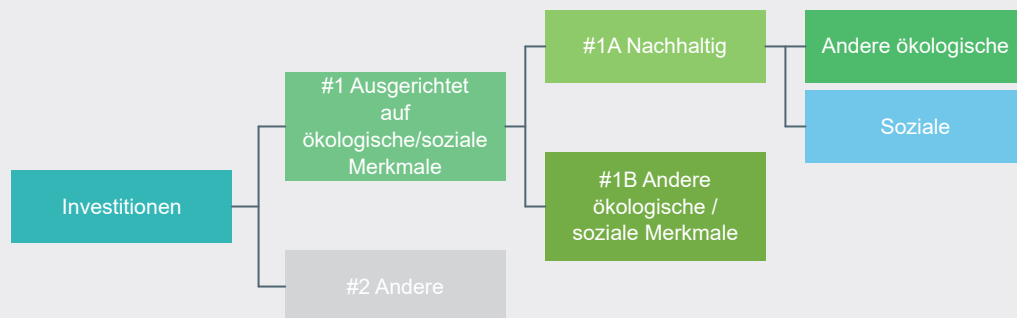 Investitionen
#1 Ausgerichtet
auf
ökologische/soziale
Merkmale
#2 Andere
#1A Nachhaltig
#1B Andere
ökologische /
soziale Merkmale
Andere ökologische
Soziale